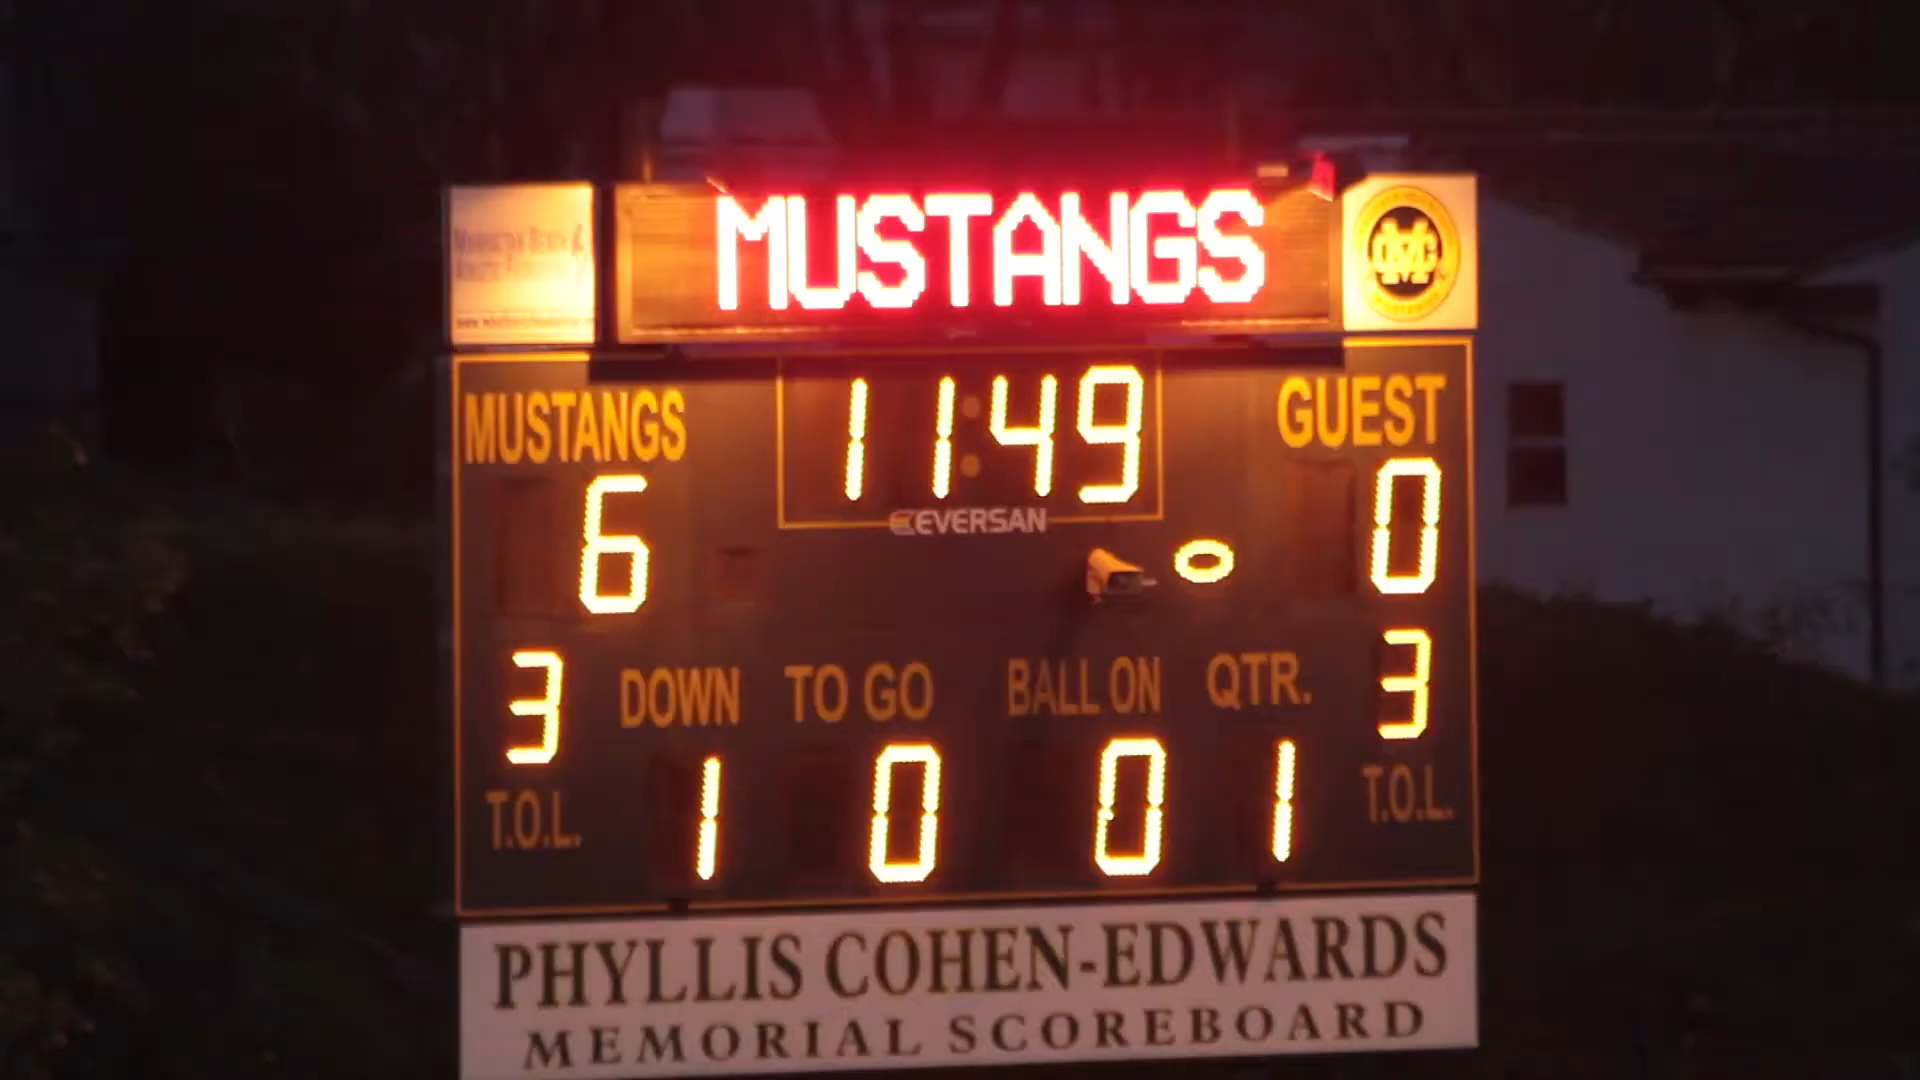 MUSTANGS
MUSTANGS
11:49
GUEST
EVERSAN
6
0
3
DOWN
TO GO
BALL ON
QTR.
3
T.O.L.
1
0
0
1
T.O.L.
PHYLLIS COHEN-EDWARDS
MEMORIAL SCOREBOARD